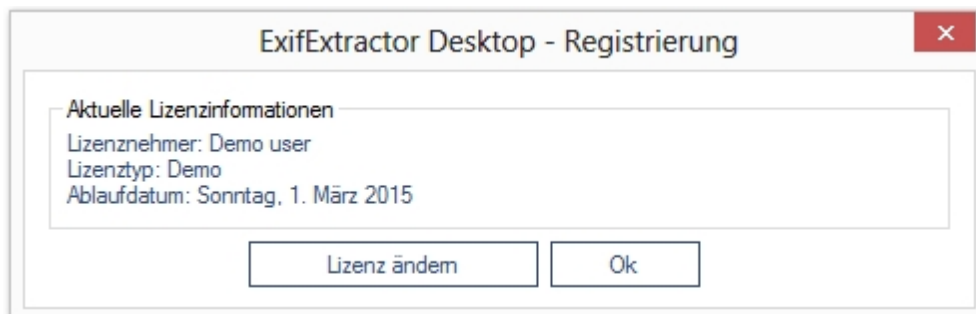 ExifExtractor Desktop - Registrierung
Aktuelle Lizenzinformationen
Lizenznehmer: Demo user
Lizenztyp: Demo
Ablaufdatum: Sonntag, 1. März 2015
Lizenz ändern
Ok